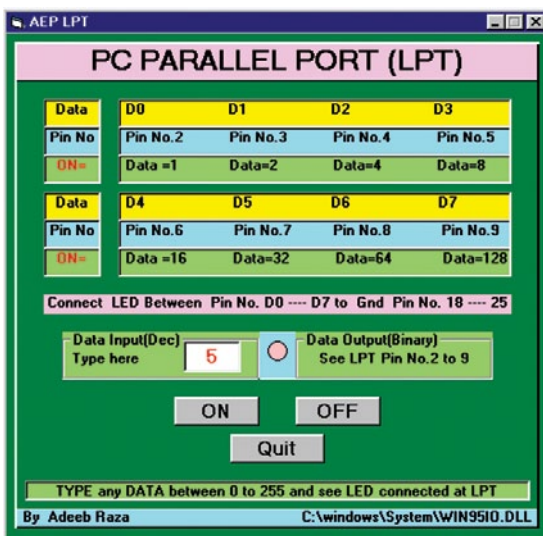 AEP LPT
PC PARALLEL PORT (LPT)
Data D0 D1 D2 D3
Pin No Pin No.2 Pin No.3 Pin No.4 Pin No.5
ON= Data =1 Data=2 Data=4 Data=8
Data D4 D5 D6 D7
Pin No Pin No.6 Pin No.7 Pin No.8 Pin No.9
ON= Data =16 Data=32 Data=64 Data=128
Connect LED Between Pin No. D0 ---- D7 to Gnd Pin No. 18 ---- 25
Data Input(Dec) Data Output(Binary)
Type here 5 See LPT Pin No.2 to 9
ON OFF
Quit
TYPE any DATA between 0 to 255 and see LED connected at LPT
By Adeeb Raza C:\windows\System\WIN95IO.DLL